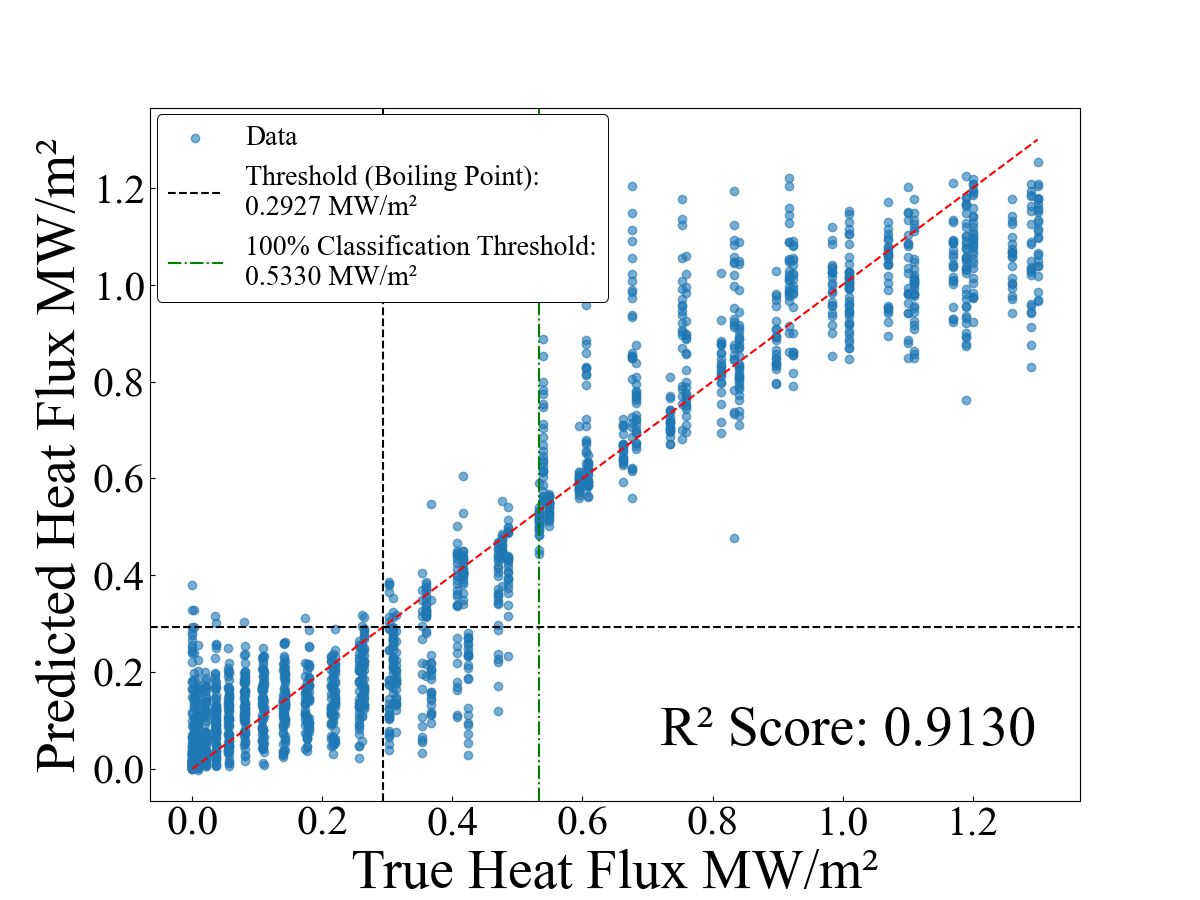 Data
Threshold (Boiling Point):
0.2927 MW/m²
100% Classification Threshold:
0.5330 MW/m²
Predicted Heat Flux MW/m²
1.2
1.0
0.8
0.6
0.4
0.2
0.0
R² Score: 0.9130
0.0 0.2 0.4 0.6 0.8 1.0 1.2
True Heat Flux MW/m²